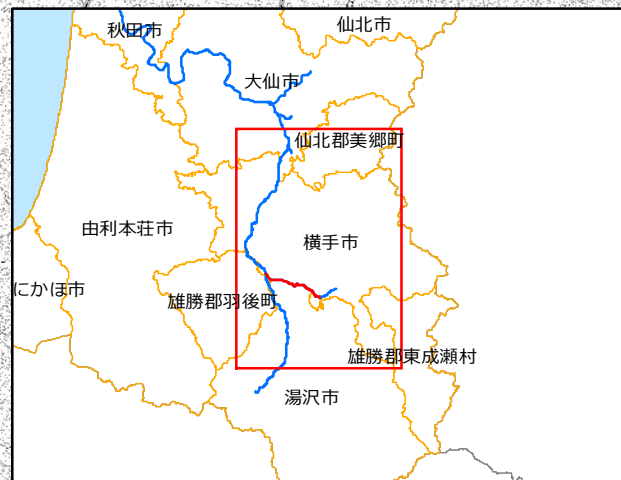 秋田市
仙北市
大仙市
仙北郡美郷町
由利本荘市
横手市
にかほ市
雄勝郡羽後町
雄勝郡東成瀬村
湯沢市